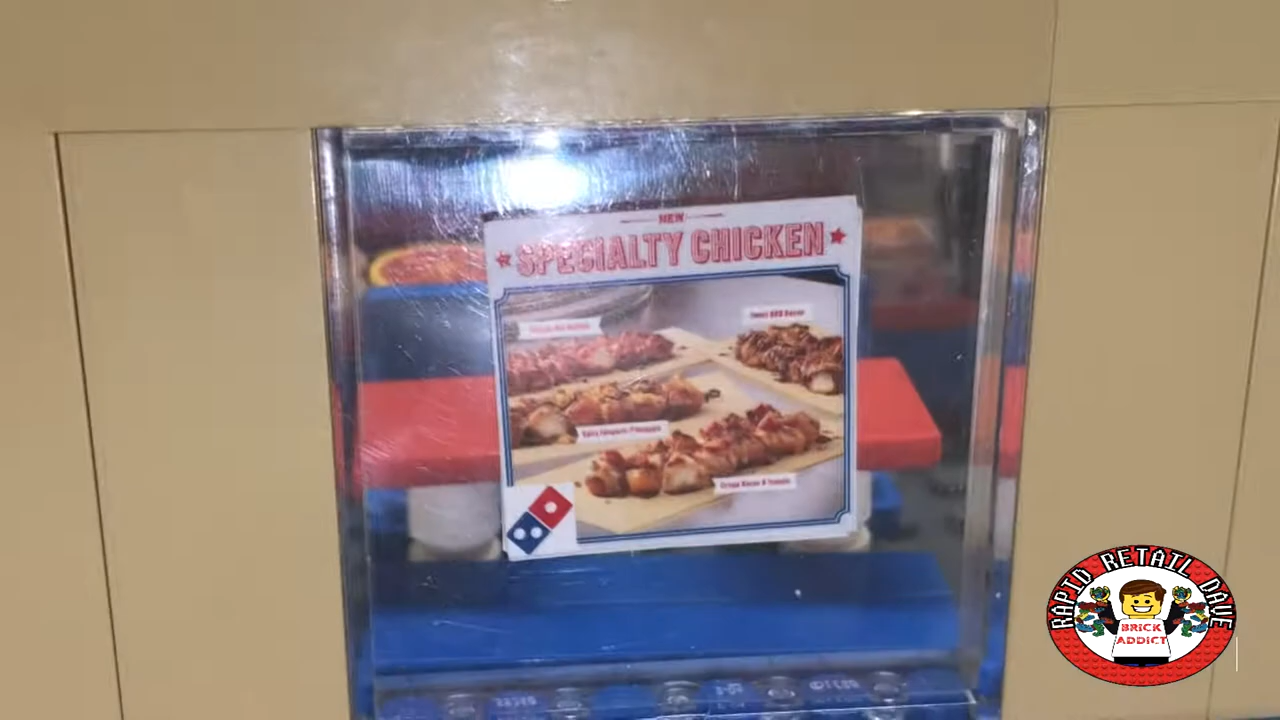 NEW
SPECIALTY CHICKEN
Sweet BBQ Bacon
Spicy Jalapeno-Pineapple
Crispy Bacon & Tomato
RAPID RETAIL DAVE
BRICK
ADDICT